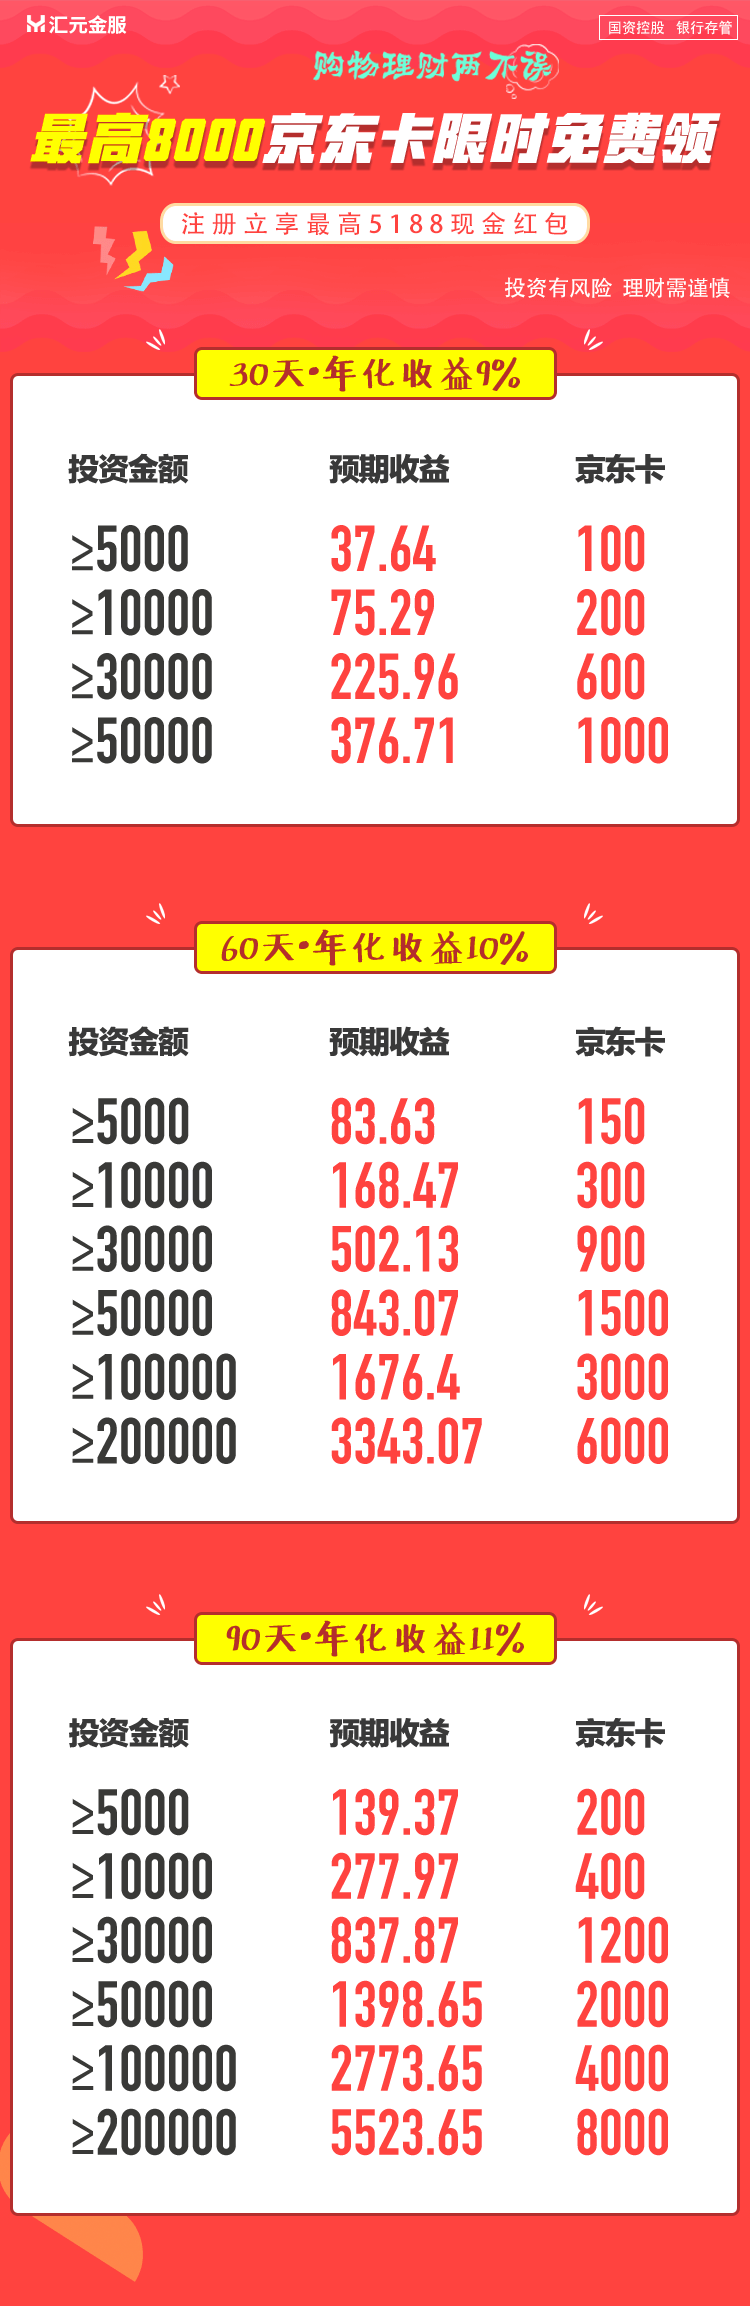 汇元金服
国资控股 银行存管
购物理财两不误
最高8000京东卡限时免费领
注册立享最高5188现金红包
投资有风险 理财需谨慎
30天·年化收益9%
投资金额 预期收益 京东卡
≥5000 37.64 100
≥10000 75.29 200
≥30000 225.96 600
≥50000 376.71 1000
60天·年化收益10%
投资金额 预期收益 京东卡
≥5000 83.63 150
≥10000 168.47 300
≥30000 502.13 900
≥50000 843.07 1500
≥100000 1676.4 3000
≥200000 3343.07 6000
90天·年化收益11%
投资金额 预期收益 京东卡
≥5000 139.37 200
≥10000 277.97 400
≥30000 837.87 1200
≥50000 1398.65 2000
≥100000 2773.65 4000
≥200000 5523.65 8000